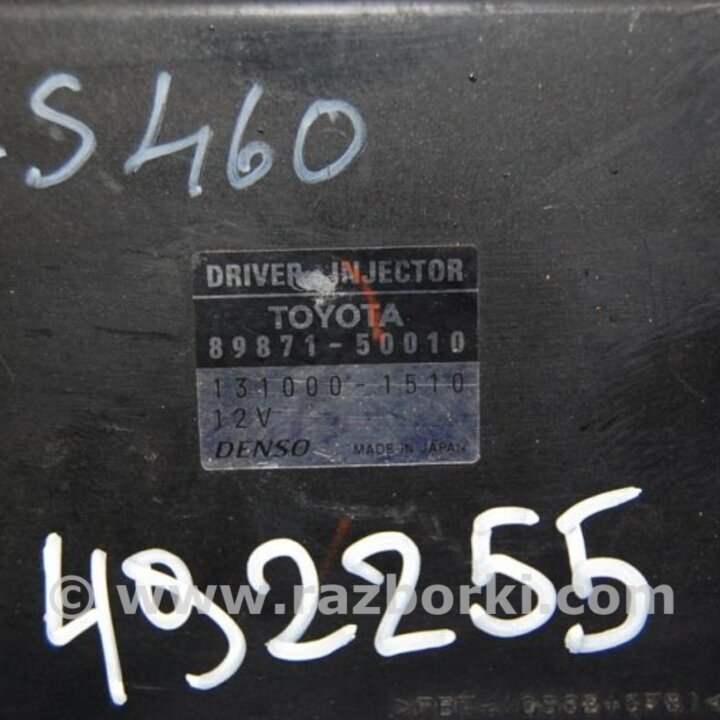 S460
DRIVER, INJECTOR
TOYOTA
89871-50010
131000-1510
12V
DENSO MADE IN JAPAN
492255
© www.razborki.com